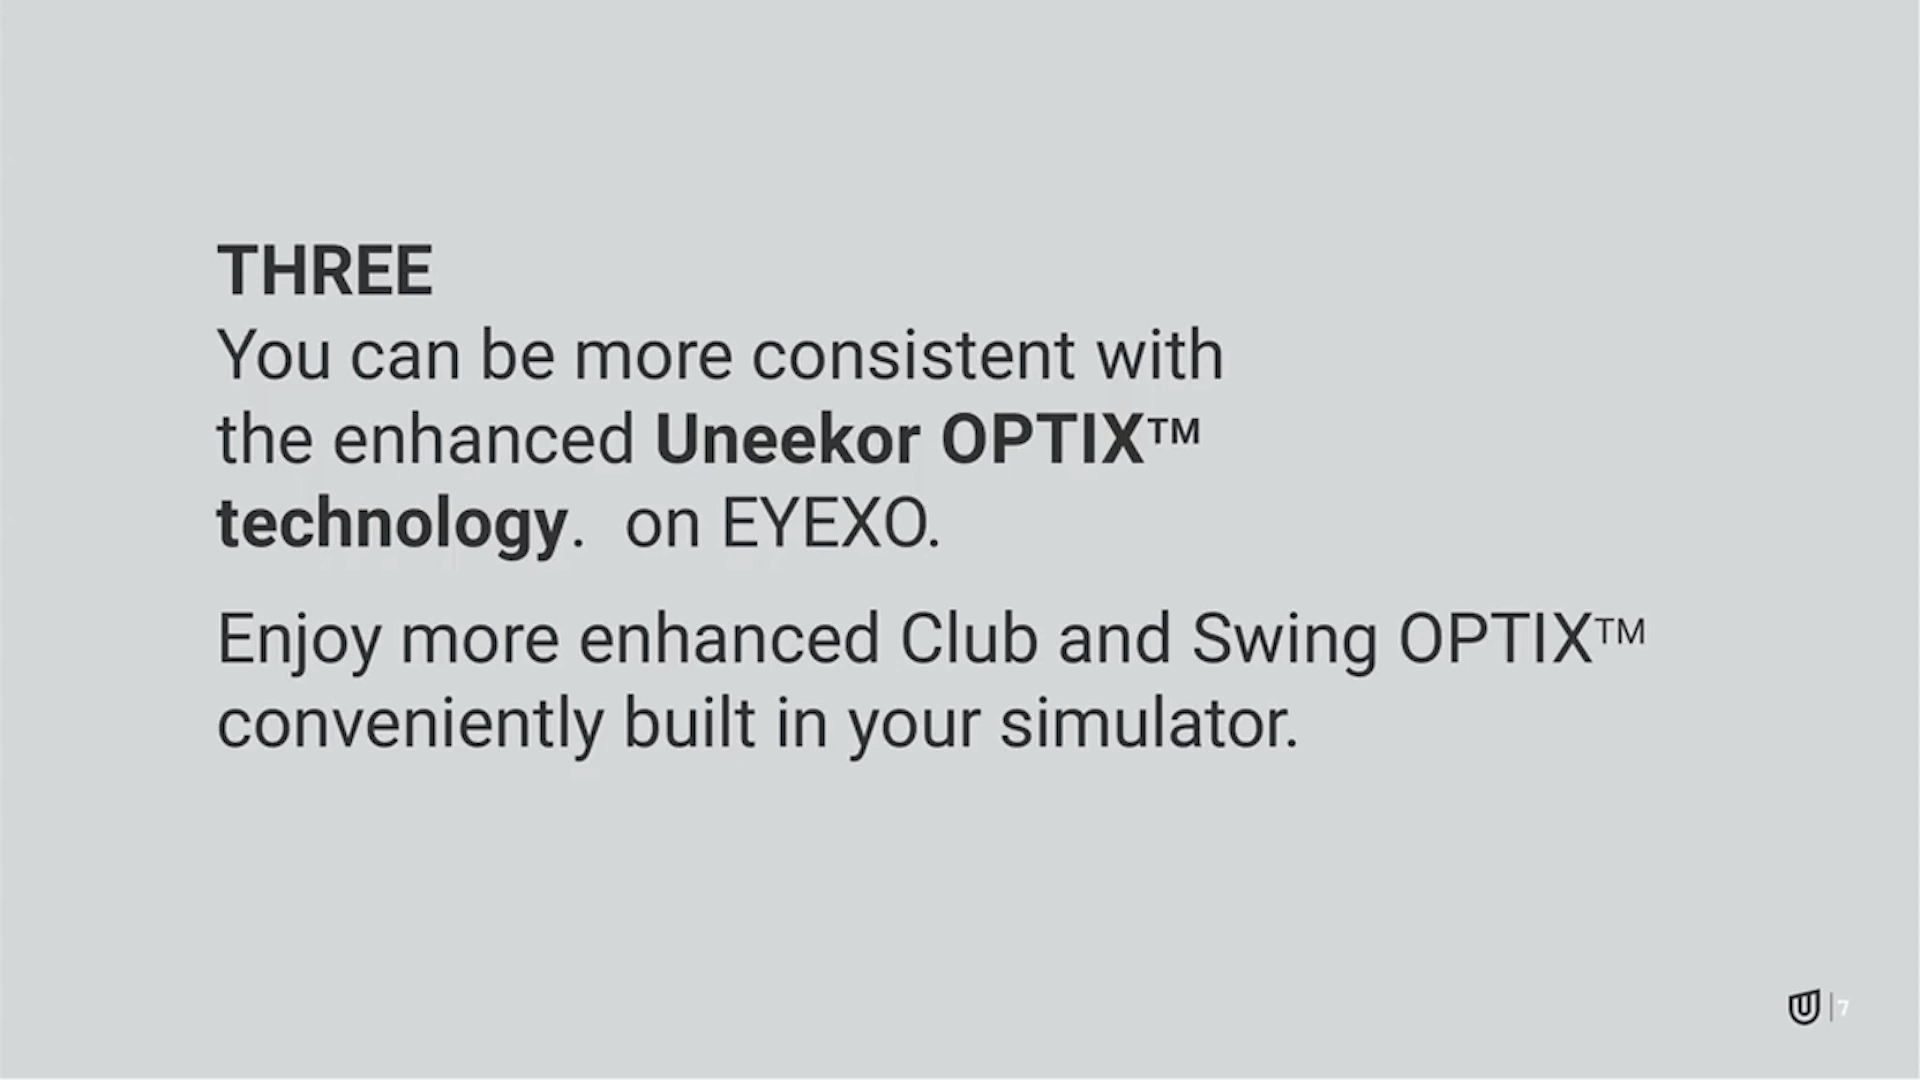 THREE
You can be more consistent with
the enhanced Uneekor OPTIX™
technology.  on EYEXO.
Enjoy more enhanced Club and Swing OPTIX™
conveniently built in your simulator.
U | 7